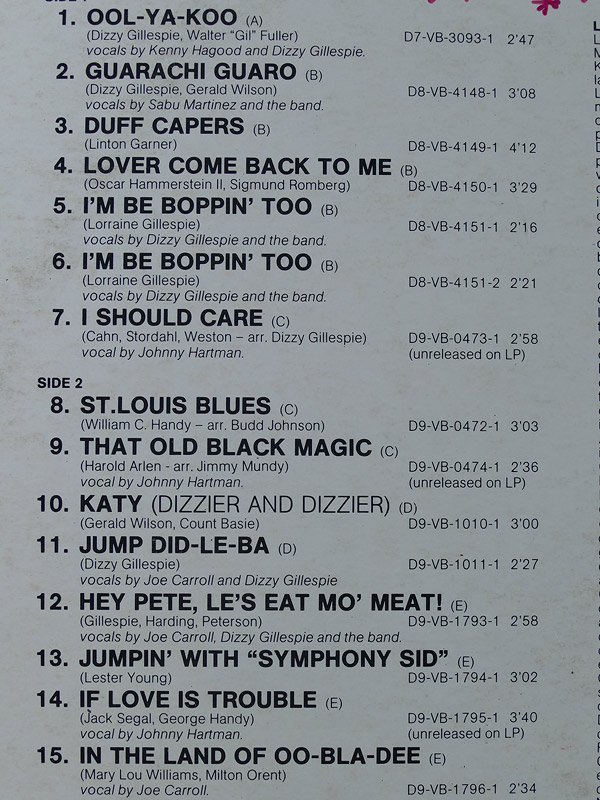 1. OOL-YA-KOO (A)
(Dizzy Gillespie, Walter “Gil” Fuller) D7-VB-3093-1 2'47
vocals by Kenny Hagood and Dizzy Gillespie.
2. GUARACHI GUARO (B)
(Dizzy Gillespie, Gerald Wilson) D8-VB-4148-1 3'08
vocals by Sabu Martinez and the band.
3. DUFF CAPERS (B)
(Linton Garner) D8-VB-4149-1 4'12
4. LOVER COME BACK TO ME (B)
(Oscar Hammerstein II, Sigmund Romberg) D8-VB-4150-1 3'29
5. I'M BE BOPPIN' TOO (B)
(Lorraine Gillespie) D8-VB-4151-1 2'16
vocals by Dizzy Gillespie and the band.
6. I'M BE BOPPIN' TOO (B)
(Lorraine Gillespie) D8-VB-4151-2 2'21
vocals by Dizzy Gillespie and the band.
7. I SHOULD CARE (C)
(Cahn, Stordahl, Weston – arr. Dizzy Gillespie) D9-VB-0473-1 2'58
vocal by Johnny Hartman. (unreleased on LP)
SIDE 2
8. ST.LOUIS BLUES (C)
(William C. Handy – arr. Budd Johnson) D9-VB-0472-1 3'03
9. THAT OLD BLACK MAGIC (C)
(Harold Arlen - arr. Jimmy Mundy) D9-VB-0474-1 2'36
vocal by Johnny Hartman. (unreleased on LP)
10. KATY (DIZZIER AND DIZZIER) (D)
(Gerald Wilson, Count Basie) D9-VB-1010-1 3'00
11. JUMP DID-LE-BA (D)
(Dizzy Gillespie) D9-VB-1011-1 2'27
vocals by Joe Carroll and Dizzy Gillespie
12. HEY PETE, LE'S EAT MO' MEAT! (E)
(Gillespie, Harding, Peterson) D9-VB-1793-1 2'58
vocals by Joe Carroll, Dizzy Gillespie and the band.
13. JUMPIN' WITH “SYMPHONY SID” (E)
(Lester Young) D9-VB-1794-1 3'02
14. IF LOVE IS TROUBLE (E)
(Jack Segal, George Handy) D9-VB-1795-1 3'40
vocal by Johnny Hartman. (unreleased on LP)
15. IN THE LAND OF OO-BLA-DEE (E)
(Mary Lou Williams, Milton Orent) D9-VB-1796-1 2'34
vocal by Joe Carroll.